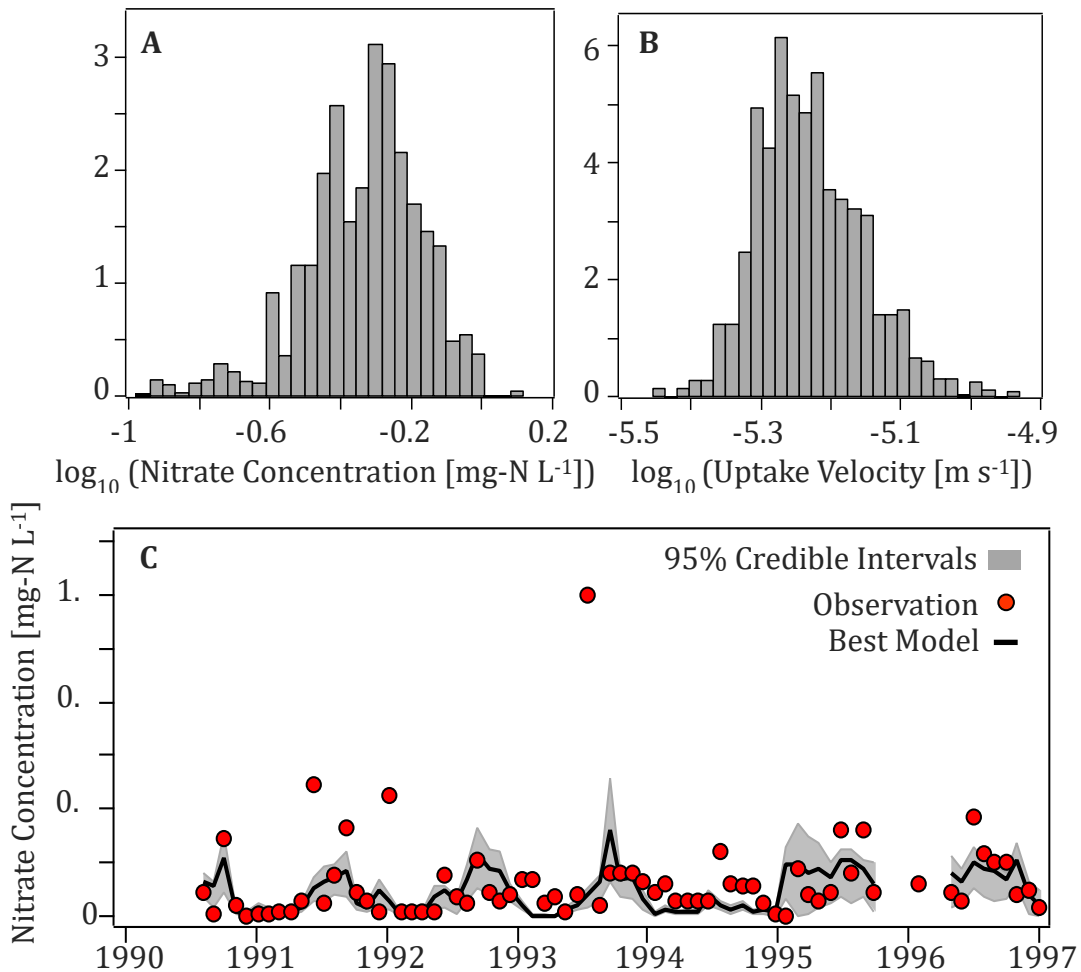 A
3
2
1
0
-1 -0.6 -0.2 0.2
log10 (Nitrate Concentration [mg-N L-1])
B
6
4
2
0
-5.5 -5.3 -5.1 -4.9
log10 (Uptake Velocity [m s-1])
C
Nitrate Concentration [mg-N L-1]
1.
0.
0.
0
95% Credible Intervals
Observation
Best Model
1990 1991 1992 1993 1994 1995 1996 1997